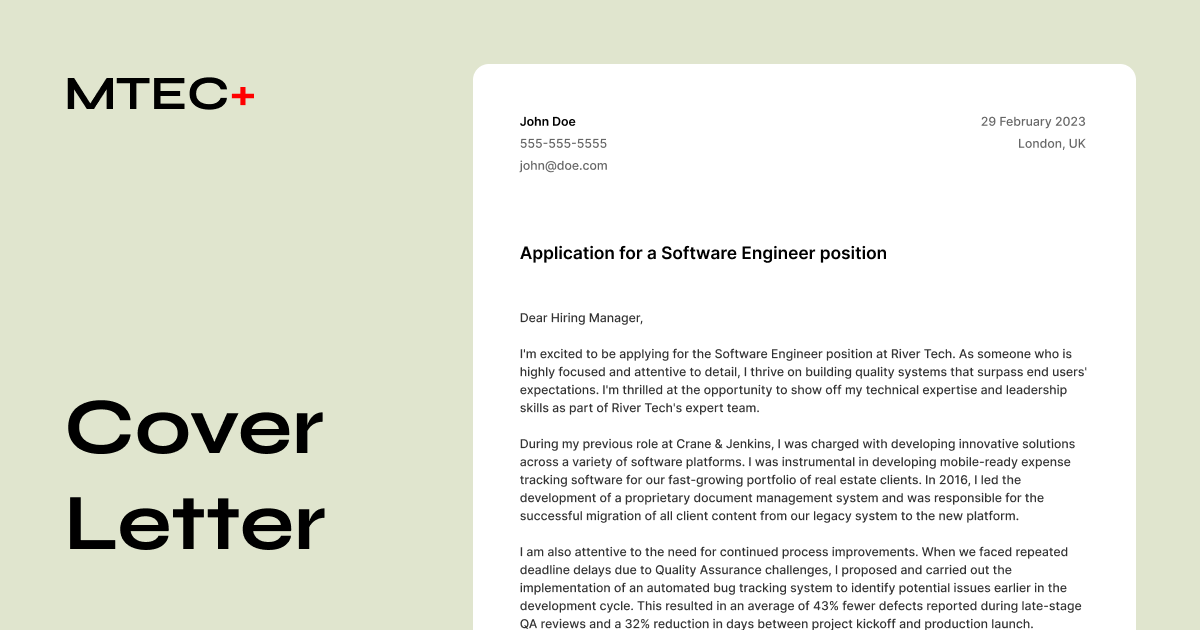 MTEC+
Cover
Letter
John Doe
555-555-5555
john@doe.com
29 February 2023
London, UK
Application for a Software Engineer position
Dear Hiring Manager,
I'm excited to be applying for the Software Engineer position at River Tech. As someone who is
highly focused and attentive to detail, I thrive on building quality systems that surpass end users'
expectations. I'm thrilled at the opportunity to show off my technical expertise and leadership
skills as part of River Tech's expert team.
During my previous role at Crane & Jenkins, I was charged with developing innovative solutions
across a variety of software platforms. I was instrumental in developing mobile-ready expense
tracking software for our fast-growing portfolio of real estate clients. In 2016, I led the
development of a proprietary document management system and was responsible for the
successful migration of all client content from our legacy system to the new platform.
I am also attentive to the need for continued process improvements. When we faced repeated
deadline delays due to Quality Assurance challenges, I proposed and carried out the
implementation of an automated bug tracking system to identify potential issues earlier in the
development cycle. This resulted in an average of 43% fewer defects reported during late-stage
QA reviews and a 32% reduction in days between project kickoff and production launch.